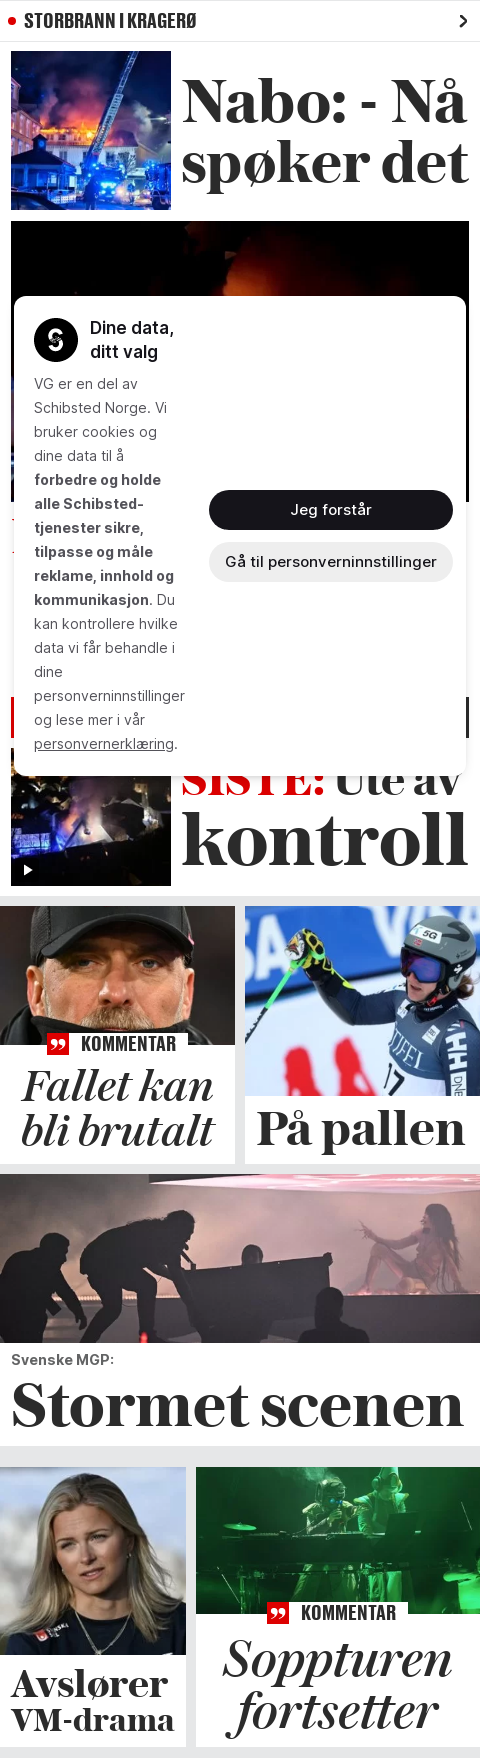 STORBRANN I KRAGERØ
Nabo: - Nå
spøker det
Dine data,
ditt valg
VG er en del av
Schibsted Norge. Vi
bruker cookies og
dine data til å
forbedre og holde
alle Schibsted-
tjenester sikre,
tilpasse og måle
reklame, innhold og
kommunikasjon. Du
kan kontrollere hvilke
data vi får behandle i
dine
personverninnstillinger
og lese mer i vår
personvernerklæring.
Jeg forstår
Gå til personverninnstillinger
SISTE: Ute av
kontroll
KOMMENTAR
Fallet kan
bli brutalt
5G
17
På pallen
Svenske MGP:
Stormet scenen
Avslører
VM-drama
KOMMENTAR
Soppturen
fortsetter